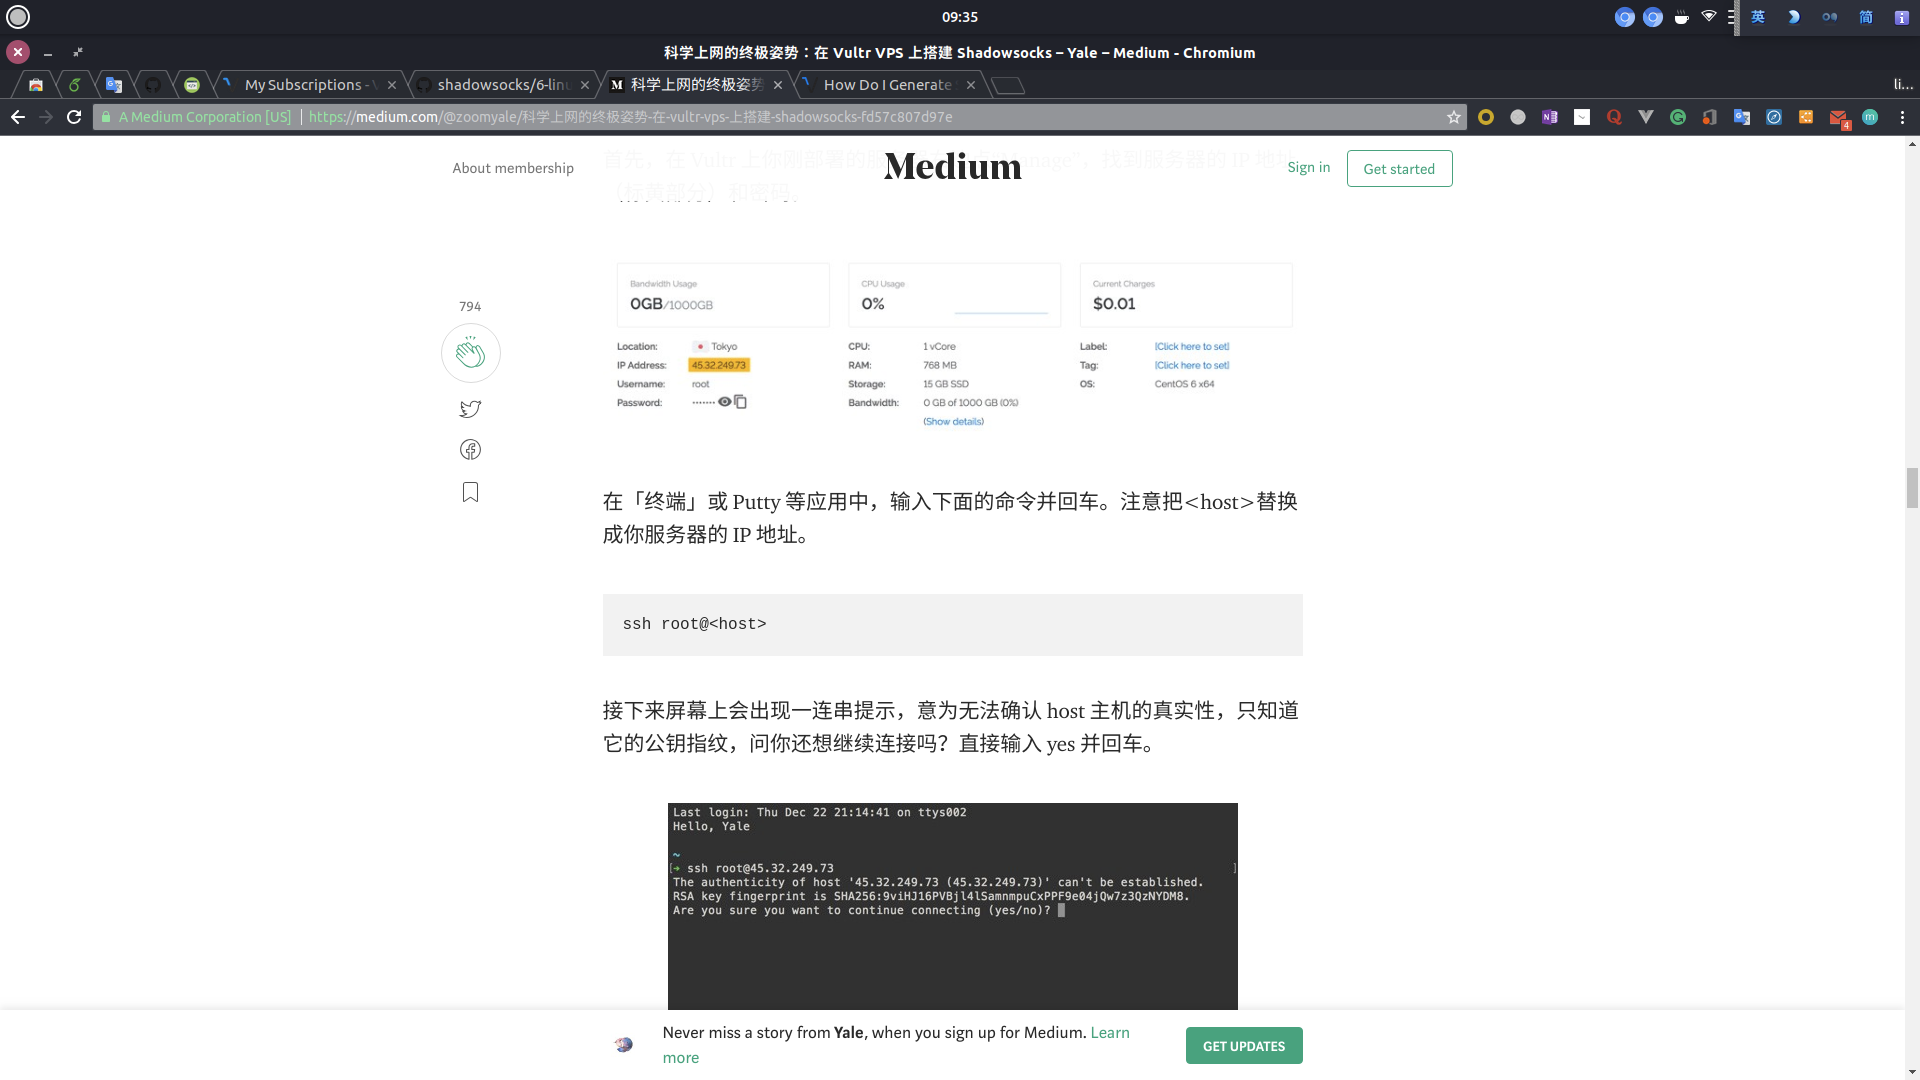 09:35
英
简
科学上网的终极姿势：在 Vultr VPS 上搭建 Shadowsocks – Yale – Medium - Chromium
My Subscriptions -
shadowsocks/6-linu
科学上网的终极姿势
How Do I Generate
li...
A Medium Corporation [US]
https://medium.com/@zoomyale/科学上网的终极姿势-在-vultr-vps-上搭建-shadowsocks-fd57c807d97e
4
About membership
Medium
Sign in
Get started
794
Bandwidth Usage
0GB/1000GB
CPU Usage
0%
Current Charges
$0.01
Location: Tokyo
IP Address: 45.32.249.73
Username: root
Password: •••••••
CPU: 1 vCore
RAM: 768 MB
Storage: 15 GB SSD
Bandwidth: 0 GB of 1000 GB (0%)
(Show details)
Label: [Click here to set]
Tag: [Click here to set]
OS: CentOS 6 x64
在「终端」或 Putty 等应用中，输入下面的命令并回车。注意把<host>替换
成你服务器的 IP 地址。
ssh root@<host>
接下来屏幕上会出现一连串提示，意为无法确认 host 主机的真实性，只知道
它的公钥指纹，问你还想继续连接吗？直接输入 yes 并回车。
Last login: Thu Dec 22 21:14:41 on ttys002
Hello, Yale
~
[➜ ssh root@45.32.249.73 ]
The authenticity of host '45.32.249.73 (45.32.249.73)' can't be established.
RSA key fingerprint is SHA256:9viHJ16PVBjl4lSamnmpuCxPPF9e04jQw7z3QzNYDM8.
Are you sure you want to continue connecting (yes/no)?
Never miss a story from Yale, when you sign up for Medium. Learn
more
GET UPDATES